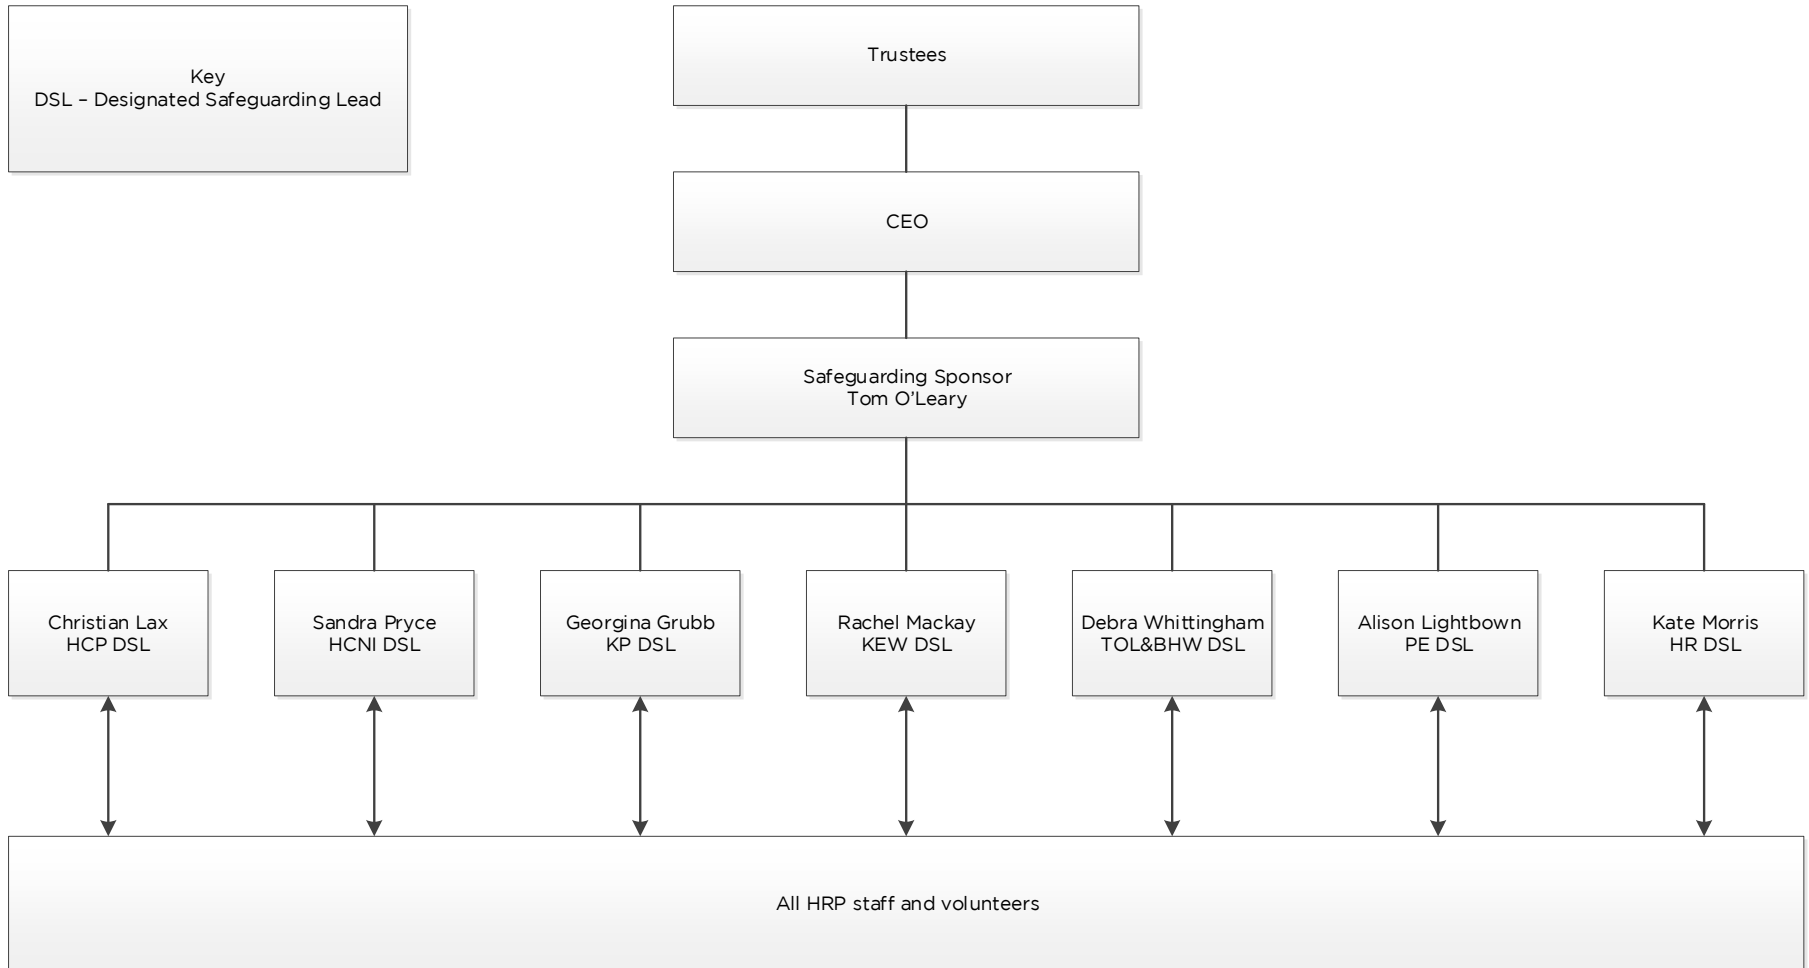 Key
DSL – Designated Safeguarding Lead
Trustees
CEO
Safeguarding Sponsor
Tom O’Leary
Christian Lax
HCP DSL
Sandra Pryce
HCNI DSL
Georgina Grubb
KP DSL
Rachel Mackay
KEW DSL
Debra Whittingham
TOL&BHW DSL
Alison Lightbown
PE DSL
Kate Morris
HR DSL
All HRP staff and volunteers